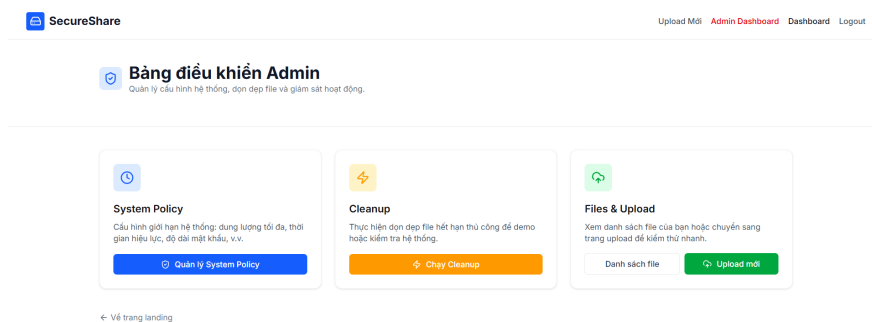 SecureShare
Upload Mới Admin Dashboard Dashboard Logout
Bảng điều khiển Admin
Quản lý cấu hình hệ thống, dọn dẹp file và giám sát hoạt động.
System Policy
Cấu hình giới hạn hệ thống: dung lượng tối đa, thời
gian hiệu lực, độ dài mật khẩu, v.v.
Quản lý System Policy
Cleanup
Thực hiện dọn dẹp file hết hạn thủ công để demo
hoặc kiểm tra hệ thống.
Chạy Cleanup
Files & Upload
Xem danh sách file của bạn hoặc chuyển sang
trang upload để kiểm thử nhanh.
Danh sách file
Upload mới
← Về trang landing